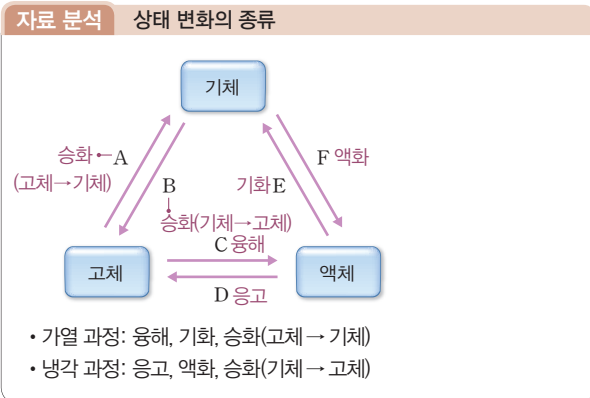 자료 분석 상태 변화의 종류
기체
승화 A
(고체→기체)
B
승화(기체→고체)
기화 E
F 액화
C 융해
고체
액체
D 응고
• 가열 과정: 융해, 기화, 승화(고체→ 기체)
• 냉각 과정: 응고, 액화, 승화(기체→ 고체)